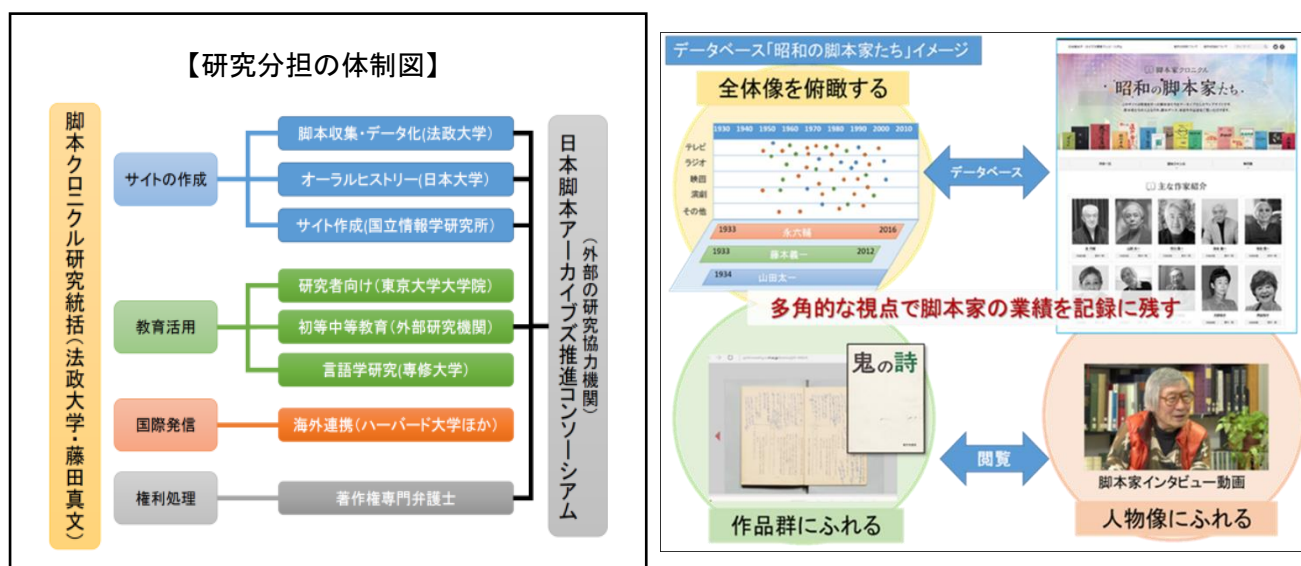 【研究分担の体制図】
脚本クロニクル研究統括(法政大学・藤田真文)
サイトの作成
脚本収集・データ化(法政大学)
オーラルヒストリー(日本大学)
サイト作成(国立情報学研究所)
教育活用
研究者向け(東京大学大学院)
初等中等教育(外部研究機関)
言語学研究(専修大学)
国際発信
海外連携(ハーバード大学ほか)
権利処理
著作権専門弁護士
日本脚本アーカイブズ推進コンソーシアム
(外部の研究協力機関)
データベース「昭和の脚本家たち」イメージ
全体像を俯瞰する
1930 1940 1950 1960 1970 1980 1990 2000 2010
テレビ
ラジオ
映画
演劇
その他
1933 永六輔 2016
1933 藤本義一 2012
1934 山田太一
データベース
脚本家クロニクル
昭和の脚本家たち
主な作家紹介
多角的な視点で脚本家の業績を記録に残す
鬼の詩
閲覧
脚本家インタビュー動画
作品群にふれる
人物像にふれる